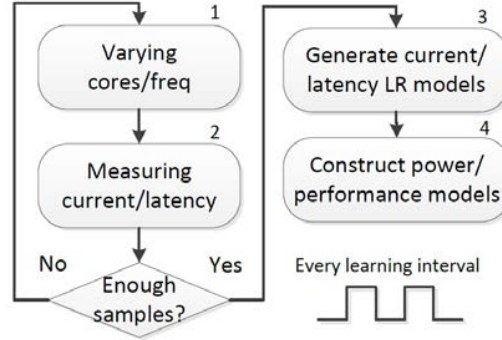 1
Varying
cores/freq
2
Measuring
current/latency
No
Yes
Enough
samples?
3
Generate current/
latency LR models
4
Construct power/
performance models
Every learning interval